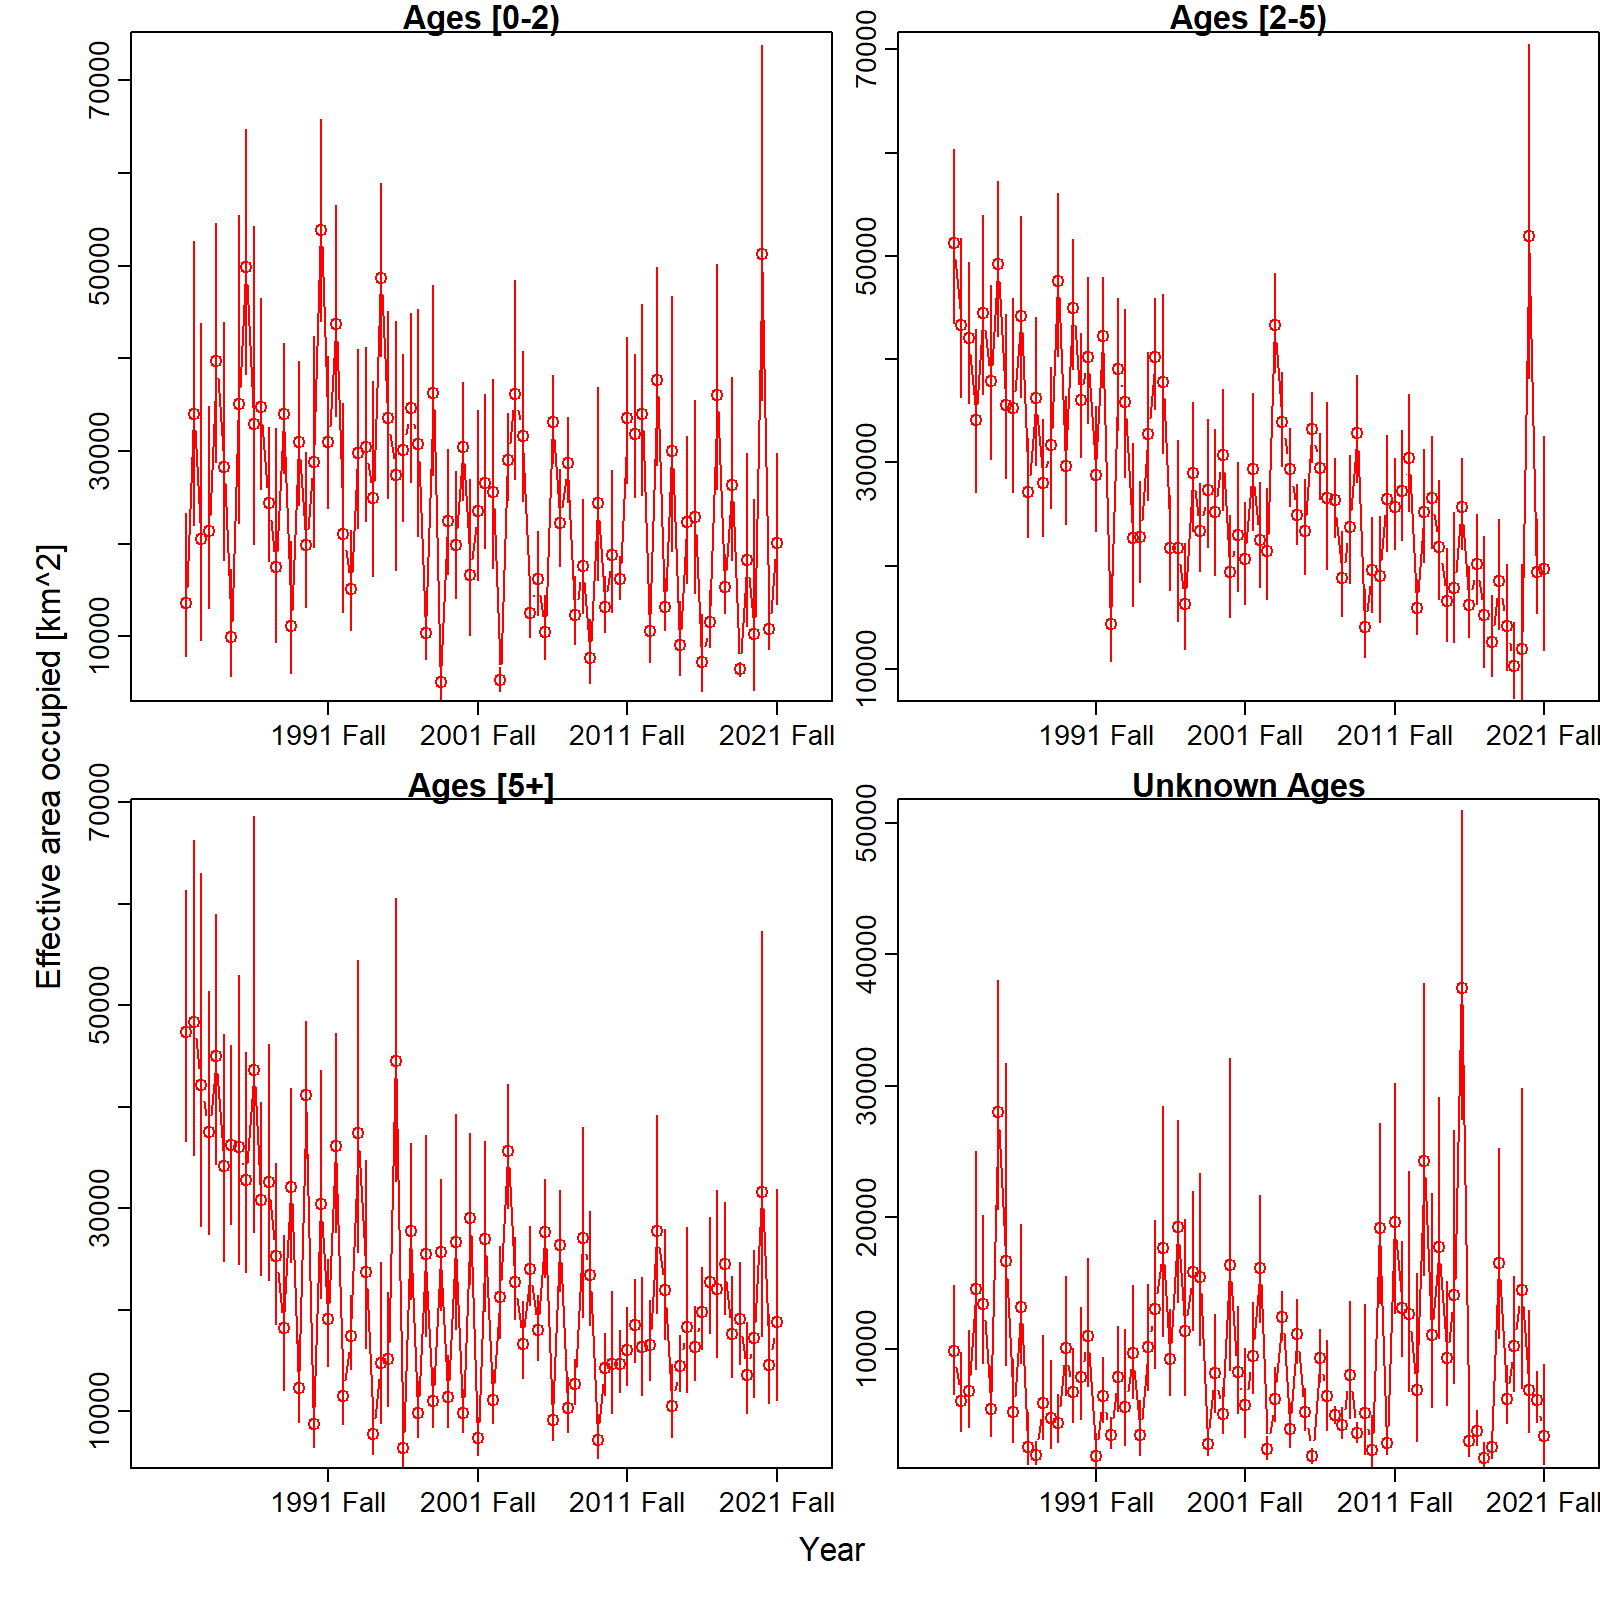 Ages [0-2)
Ages [2-5)
70000
50000
30000
10000
70000
50000
30000
10000
1991 Fall 2001 Fall 2011 Fall 2021 Fall
1991 Fall 2001 Fall 2011 Fall 2021 Fall
Effective area occupied [km^2]
Ages [5+]
Unknown Ages
70000
50000
30000
10000
50000
40000
30000
20000
10000
1991 Fall 2001 Fall 2011 Fall 2021 Fall
1991 Fall 2001 Fall 2011 Fall 2021 Fall
Year